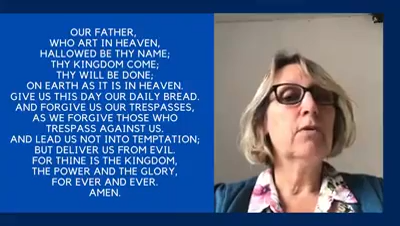 OUR FATHER,
WHO ART IN HEAVEN,
HALLOWED BE THY NAME;
THY KINGDOM COME;
THY WILL BE DONE;
ON EARTH AS IT IS IN HEAVEN.
GIVE US THIS DAY OUR DAILY BREAD.
AND FORGIVE US OUR TRESPASSES,
AS WE FORGIVE THOSE WHO
TRESPASS AGAINST US.
AND LEAD US NOT INTO TEMPTATION;
BUT DELIVER US FROM EVIL.
FOR THINE IS THE KINGDOM,
THE POWER AND THE GLORY,
FOR EVER AND EVER.
AMEN.